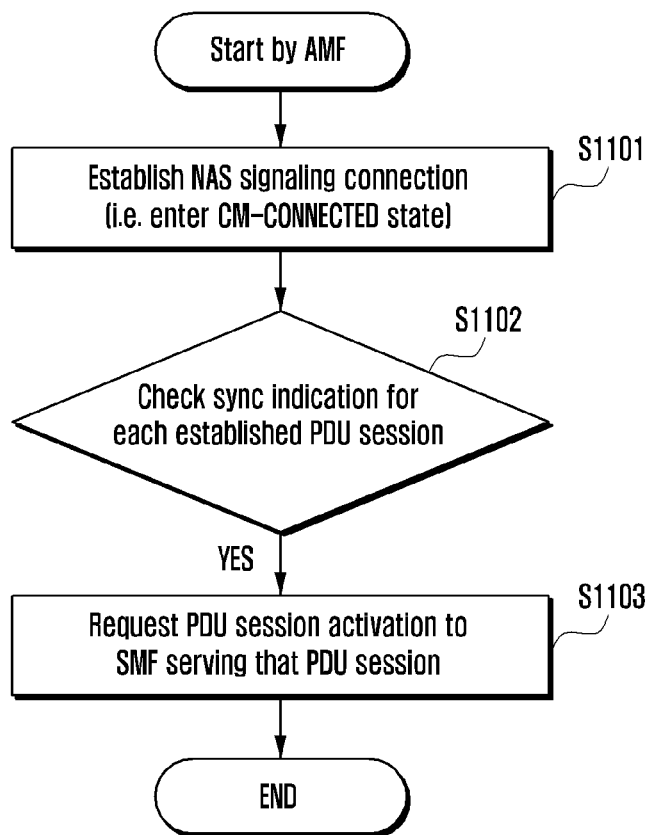 Start by AMF
Establish NAS signaling connection
(i.e. enter CM-CONNECTED state)
S1101
Check sync indication for
each established PDU session
S1102
YES
Request PDU session activation to
SMF serving that PDU session
S1103
END